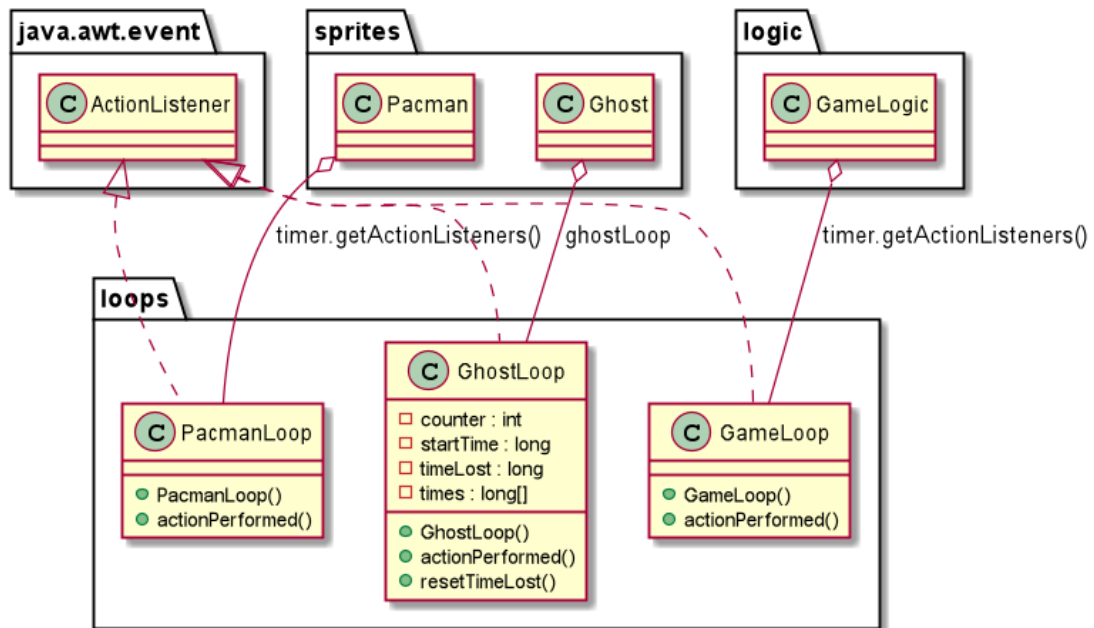 java.awt.event
sprites
logic
C ActionListener
C Pacman
C Ghost
C GameLogic
timer.getActionListeners()
ghostLoop
timer.getActionListeners()
loops
C PacmanLoop
PacmanLoop()
actionPerformed()
C GhostLoop
counter : int
startTime : long
timeLost : long
times : long[]
GhostLoop()
actionPerformed()
resetTimeLost()
C GameLoop
GameLoop()
actionPerformed()